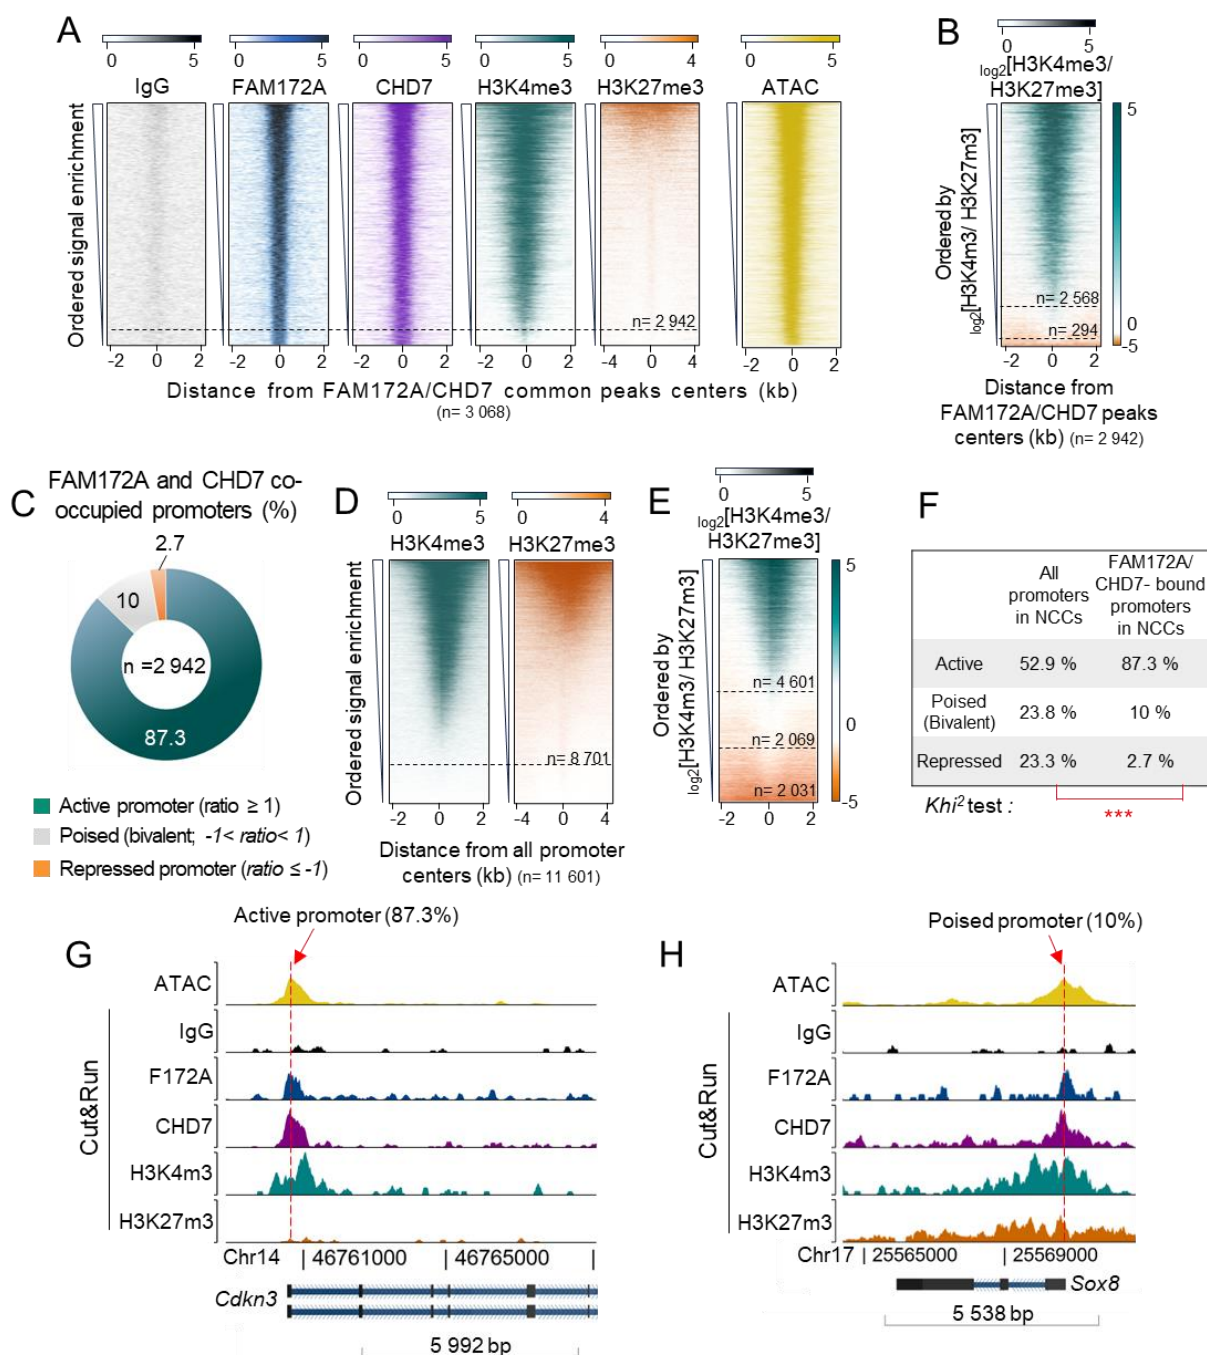 A
0 5
0 5
0 5
0 5
0 4
0 5
IgG
FAM172A
CHD7
H3K4me3
H3K27me3
ATAC
Ordered signal enrichment
n= 2 942
-2 0 2
-2 0 2
-2 0 2
-2 0 2
-4 0 4
-2 0 2
Distance from FAM172A/CHD7 common peaks centers (kb)
(n= 3 068)
B
0 5
log2[H3K4me3/
H3K27me3]
Ordered by
log2[H3K4m3/ H3K27m3]
5
0
-5
n= 2 568
n= 294
-2 0 2
Distance from
FAM172A/CHD7 peaks
centers (kb) (n= 2 942)
C
FAM172A and CHD7 co-
occupied promoters (%)
2.7
10
n =2 942
87.3
Active promoter (ratio ≥ 1)
Poised (bivalent; -1< ratio< 1)
Repressed promoter (ratio ≤ -1)
D
0 5
0 4
H3K4me3
H3K27me3
Ordered signal enrichment
n= 8 701
-2 0 2
-4 0 4
Distance from all promoter
centers (kb) (n= 11 601)
E
0 5
log2[H3K4me3/
H3K27me3]
Ordered by
log2[H3K4m3/ H3K27m3]
5
0
-5
n= 4 601
n= 2 069
n= 2 031
-2 0 2
F
All
promoters
in NCCs
FAM172A/
CHD7- bound
promoters
in NCCs
Active 52.9 % 87.3 %
Poised
(Bivalent) 23.8 % 10 %
Repressed 23.3 % 2.7 %
Khi2 test :
***
G
Active promoter (87.3%)
ATAC
IgG
F172A
CHD7
H3K4m3
H3K27m3
Cut&Run
Chr14 | 46761000 | 46765000 |
Cdkn3
5 992 bp
H
Poised promoter (10%)
ATAC
IgG
F172A
CHD7
H3K4m3
H3K27m3
Cut&Run
Chr17 | 25565000 | 25569000
Sox8
5 538 bp